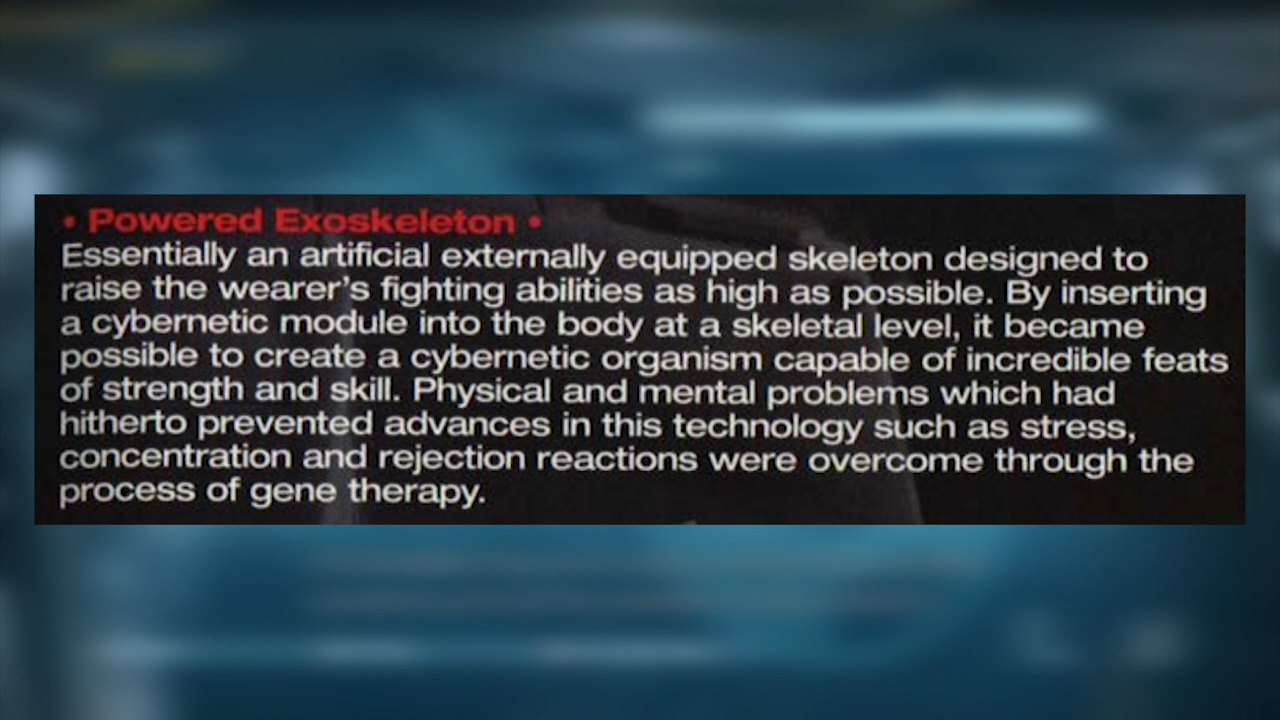 • Powered Exoskeleton •
Essentially an artificial externally equipped skeleton designed to
raise the wearer's fighting abilities as high as possible. By inserting
a cybernetic module into the body at a skeletal level, it became
possible to create a cybernetic organism capable of incredible feats
of strength and skill. Physical and mental problems which had
hitherto prevented advances in this technology such as stress,
concentration and rejection reactions were overcome through the
process of gene therapy.